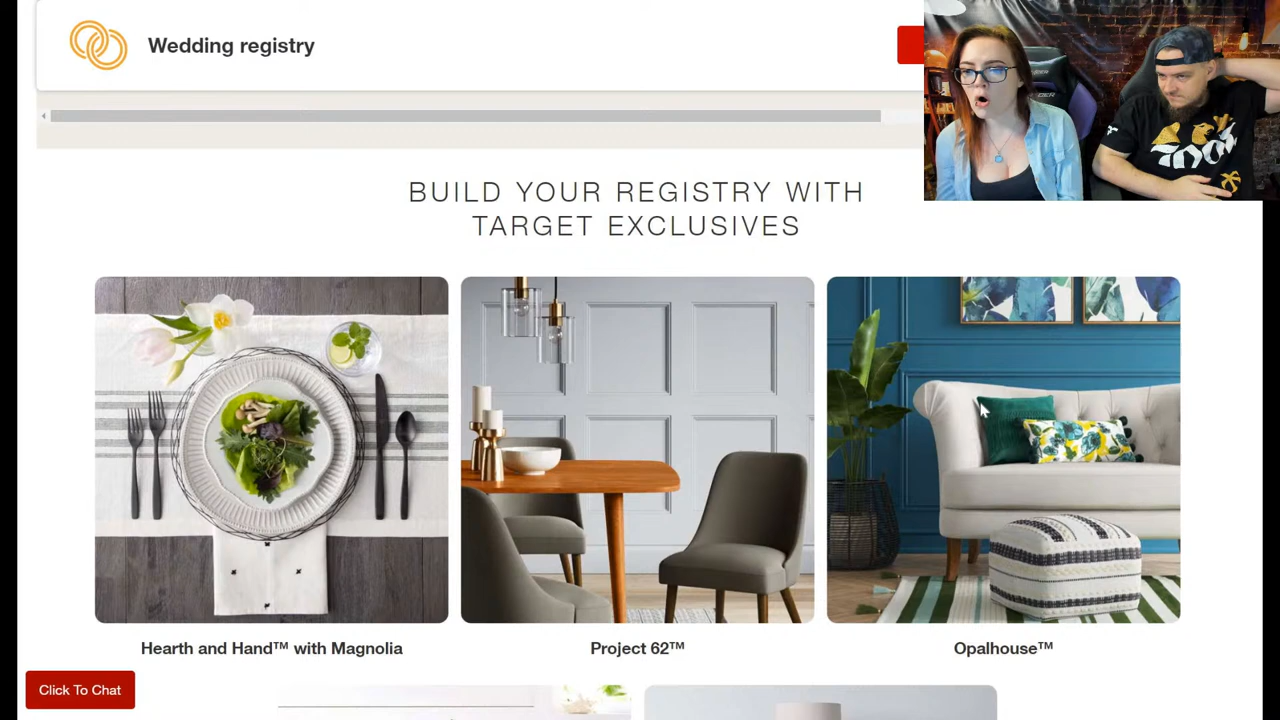 Wedding registry
BUILD YOUR REGISTRY WITH
TARGET EXCLUSIVES
Hearth and Hand™ with Magnolia
Project 62™
Opalhouse™
Click To Chat